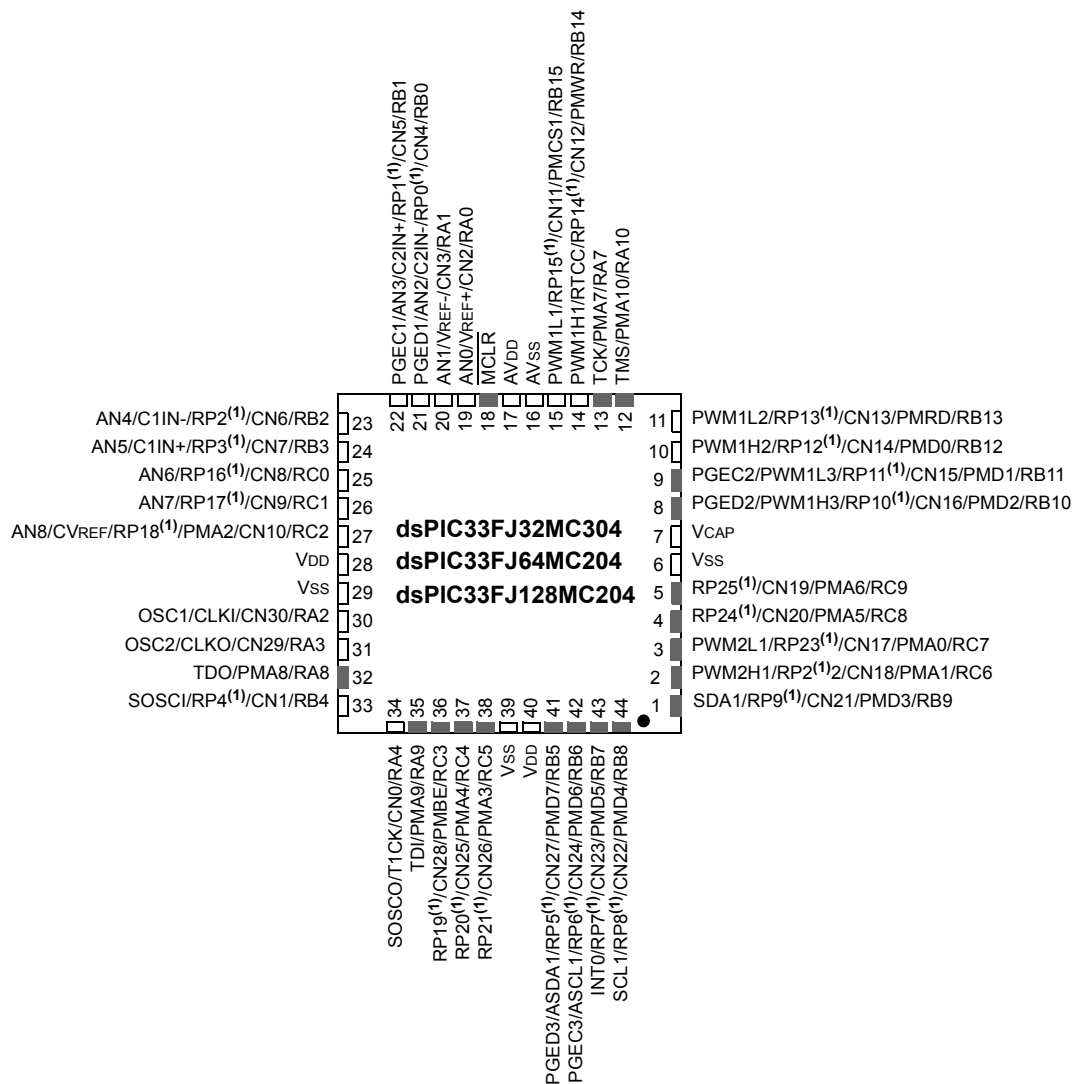 PGEC1/AN3/C2IN+/RP1(1)/CN5/RB1
PGED1/AN2/C2IN-/RP0(1)/CN4/RB0
AN1/VREF-/CN3/RA1
AN0/VREF+/CN2/RA0
MCLR
AVDD
AVSS
PWM1L1/RP15(1)/CN11/PMCS1/RB15
PWM1H1/RTCC/RP14(1)/CN12/PMWR/RB14
TCK/PMA7/RA7
TMS/PMA10/RA10
22 21 20 19 18 17 16 15 14 13 12
AN4/C1IN-/RP2(1)/CN6/RB2 23
AN5/C1IN+/RP3(1)/CN7/RB3 24
AN6/RP16(1)/CN8/RC0 25
AN7/RP17(1)/CN9/RC1 26
AN8/CVREF/RP18(1)/PMA2/CN10/RC2 27
VDD 28
VSS 29
OSC1/CLKI/CN30/RA2 30
OSC2/CLKO/CN29/RA3 31
TDO/PMA8/RA8 32
SOSCI/RP4(1)/CN1/RB4 33
dsPIC33FJ32MC304
dsPIC33FJ64MC204
dsPIC33FJ128MC204
11 PWM1L2/RP13(1)/CN13/PMRD/RB13
10 PWM1H2/RP12(1)/CN14/PMD0/RB12
9 PGEC2/PWM1L3/RP11(1)/CN15/PMD1/RB11
8 PGED2/PWM1H3/RP10(1)/CN16/PMD2/RB10
7 VCAP
6 VSS
5 RP25(1)/CN19/PMA6/RC9
4 RP24(1)/CN20/PMA5/RC8
3 PWM2L1/RP23(1)/CN17/PMA0/RC7
2 PWM2H1/RP2(1)2/CN18/PMA1/RC6
1 SDA1/RP9(1)/CN21/PMD3/RB9
34 35 36 37 38 39 40 41 42 43 44
SOSCO/T1CK/CN0/RA4
TDI/PMA9/RA9
RP19(1)/CN28/PMBE/RC3
RP20(1)/CN25/PMA4/RC4
RP21(1)/CN26/PMA3/RC5
VSS
VDD
PGED3/ASDA1/RP5(1)/CN27/PMD7/RB5
PGEC3/ASCL1/RP6(1)/CN24/PMD6/RB6
INT0/RP7(1)/CN23/PMD5/RB7
SCL1/RP8(1)/CN22/PMD4/RB8